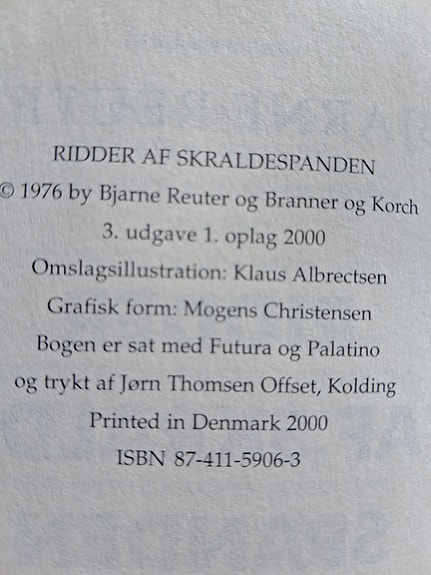 RIDDER AF SKRALDESPANDEN
© 1976 by Bjarne Reuter og Branner og Korch
3. udgave 1. oplag 2000
Omslagsillustration: Klaus Albrectsen
Grafisk form: Mogens Christensen
Bogen er sat med Futura og Palatino
og trykt af Jørn Thomsen Offset, Kolding
Printed in Denmark 2000
ISBN 87-411-5906-3